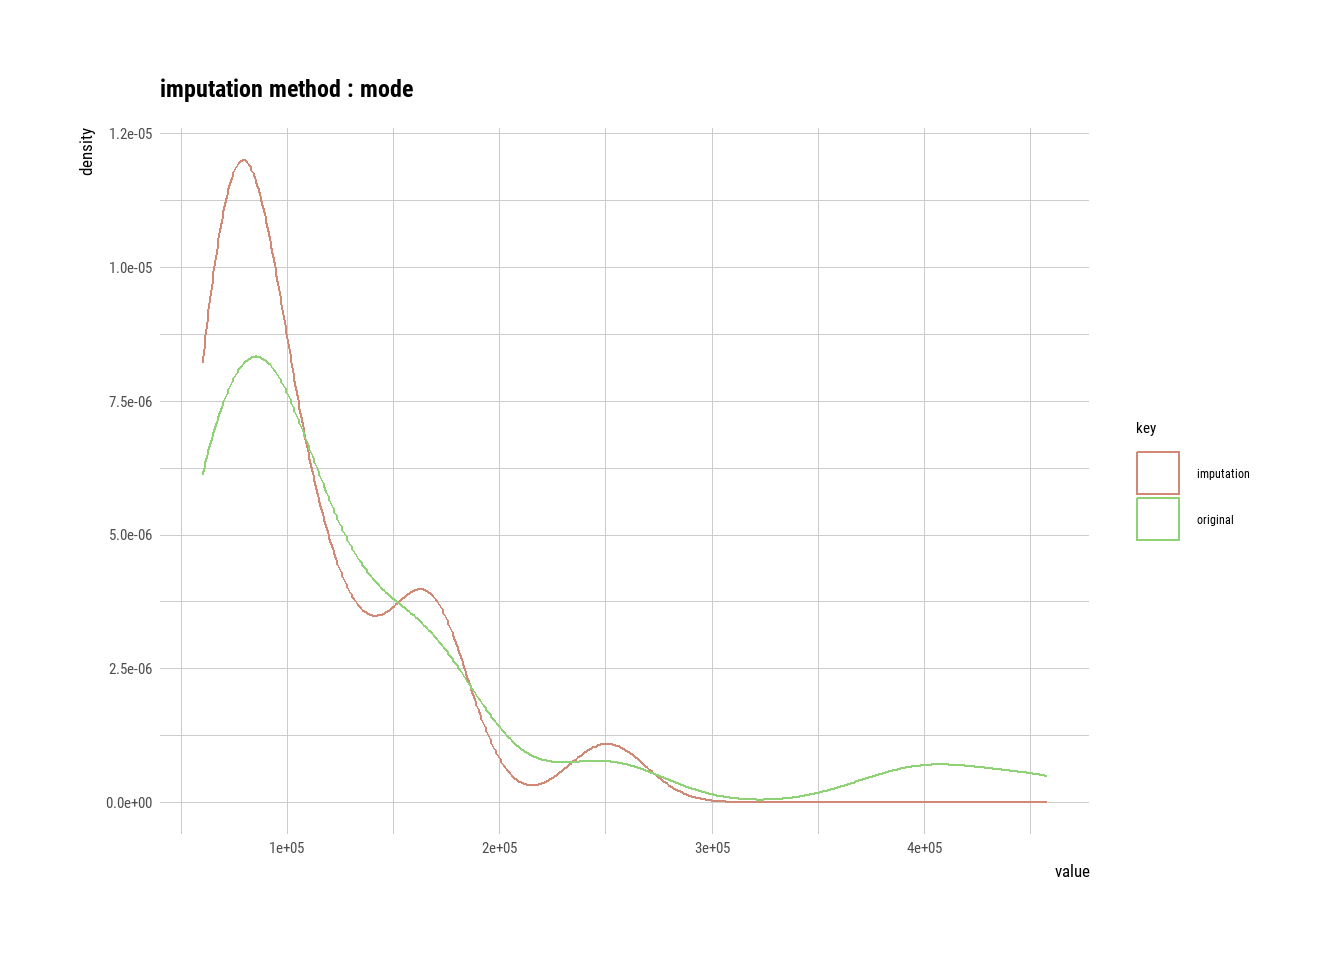 imputation method : mode
density
1.2e-05
1.0e-05
7.5e-06
5.0e-06
2.5e-06
0.0e+00
1e+05
2e+05
3e+05
4e+05
value
key
imputation
original